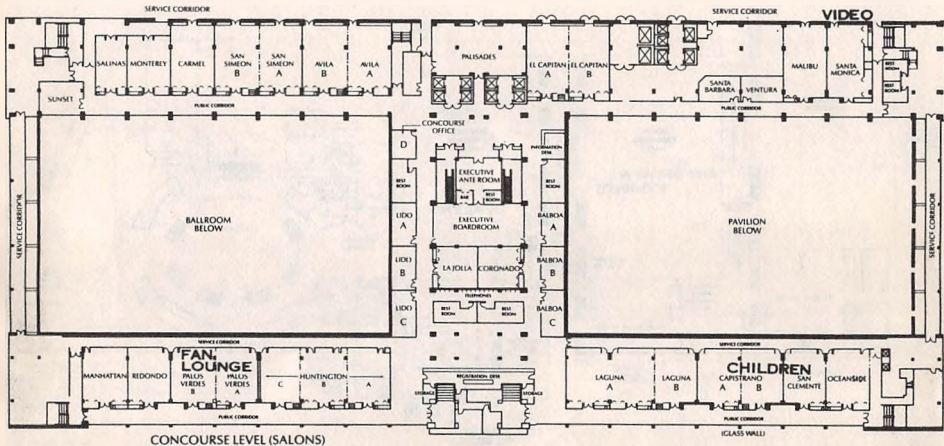 SERVICE CORRIDOR
SERVICE CORRIDOR
VIDEO
SALINAS
MONTEREY
CARMEL
SAN
SIMEON
B
SAN
SIMEON
A
AVILA
B
AVILA
A
PALISADES
EL CAPITAN
A
EL CAPITAN
B
SANTA
BARBARA
VENTURA
MALIBU
SANTA
MONICA
REST
ROOM
REST
ROOM
SUNSET
PUBLIC CORRIDOR
PUBLIC CORRIDOR
CONCOURSE
OFFICE
D
INFORMATION
DESK
EXECUTIVE
ANTE ROOM
REST
ROOM
BAR
REST
ROOM
REST
ROOM
SERVICE CORRIDOR
BALLROOM
BELOW
LIDO
A
EXECUTIVE
BOARDROOM
BALBOA
A
PAVILION
BELOW
SERVICE CORRIDOR
LIDO
B
LA JOLLA
CORONADO
BALBOA
B
TELEPHONES
LIDO
C
REST
ROOM
REST
ROOM
BALBOA
C
SERVICE CORRIDOR
SERVICE CORRIDOR
MANHATTAN
REDONDO
FAN.
LOUNGE
PALOS
VERDES
B
PALOS
VERDES
A
C
HUNTINGTON
B
A
REGISTRATION DESK
STORAGE
STORAGE
LAGUNA
A
LAGUNA
B
CHILDREN
CAPISTRANO
A
B
SAN
CLEMENTE
OCEANSIDE
PUBLIC CORRIDOR
PUBLIC CORRIDOR
(GLASS WALL)
CONCOURSE LEVEL (SALONS)